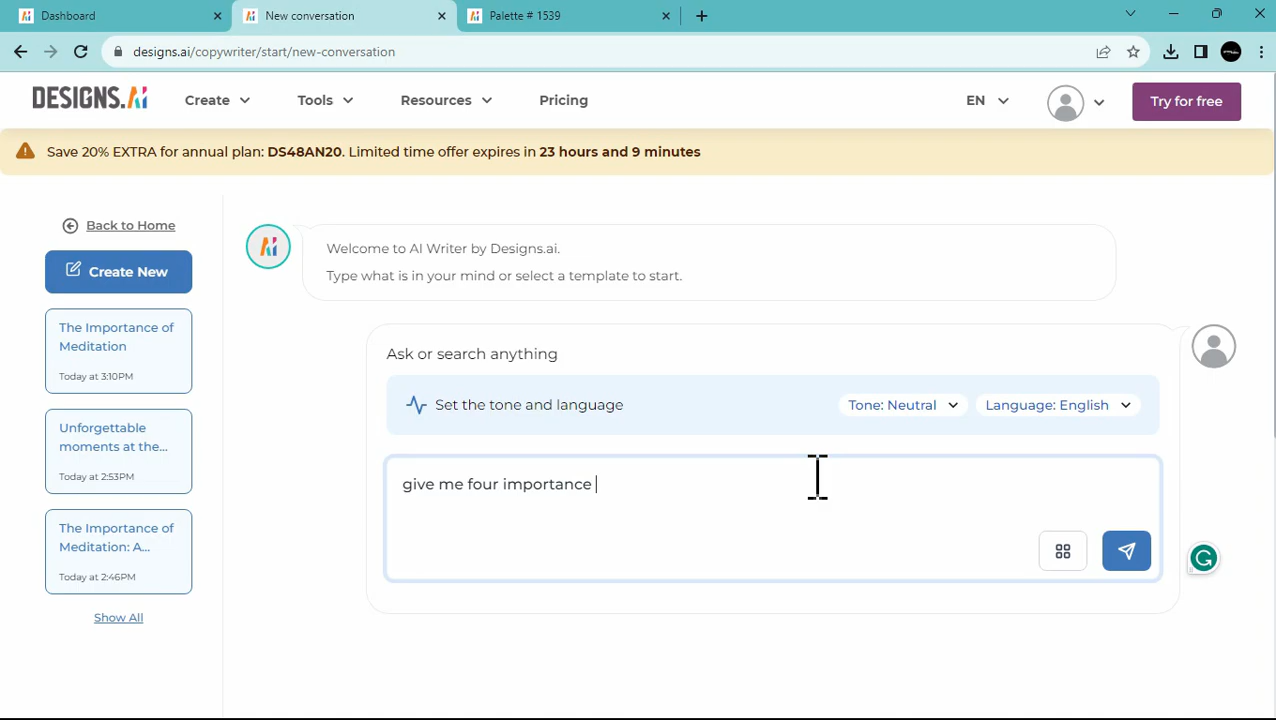 Dashboard
New conversation
Palette # 1539
designs.ai/copywriter/start/new-conversation
DESIGNS.AI
Create
Tools
Resources
Pricing
EN
Try for free
Save 20% EXTRA for annual plan: DS48AN20. Limited time offer expires in 23 hours and 9 minutes
Back to Home
Create New
The Importance of
Meditation
Today at 3:10PM
Unforgettable
moments at the...
Today at 2:53PM
The Importance of
Meditation: A...
Today at 2:46PM
Show All
Welcome to AI Writer by Designs.ai.
Type what is in your mind or select a template to start.
Ask or search anything
Set the tone and language
Tone: Neutral
Language: English
give me four importance